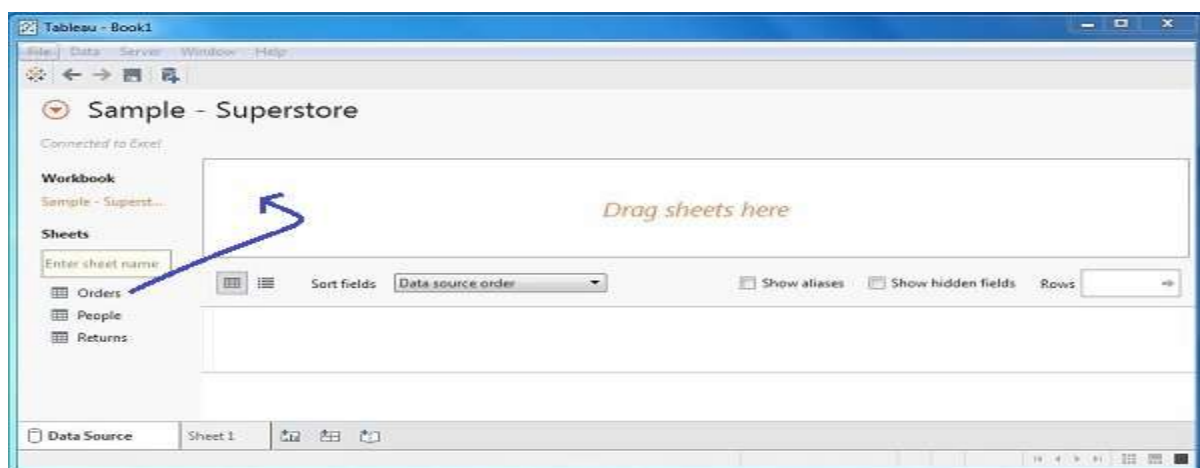 Tableau - Book1
File Data Server Window Help
Sample - Superstore
Connected to Excel
Workbook
Sample - Superst...
Drag sheets here
Sheets
Enter sheet name
Sort fields Data source order Show aliases Show hidden fields Rows
Orders
People
Returns
Data Source Sheet 1